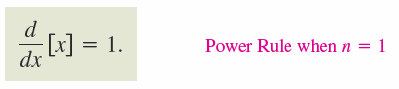 d/dx [x] = 1.
Power Rule when n = 1